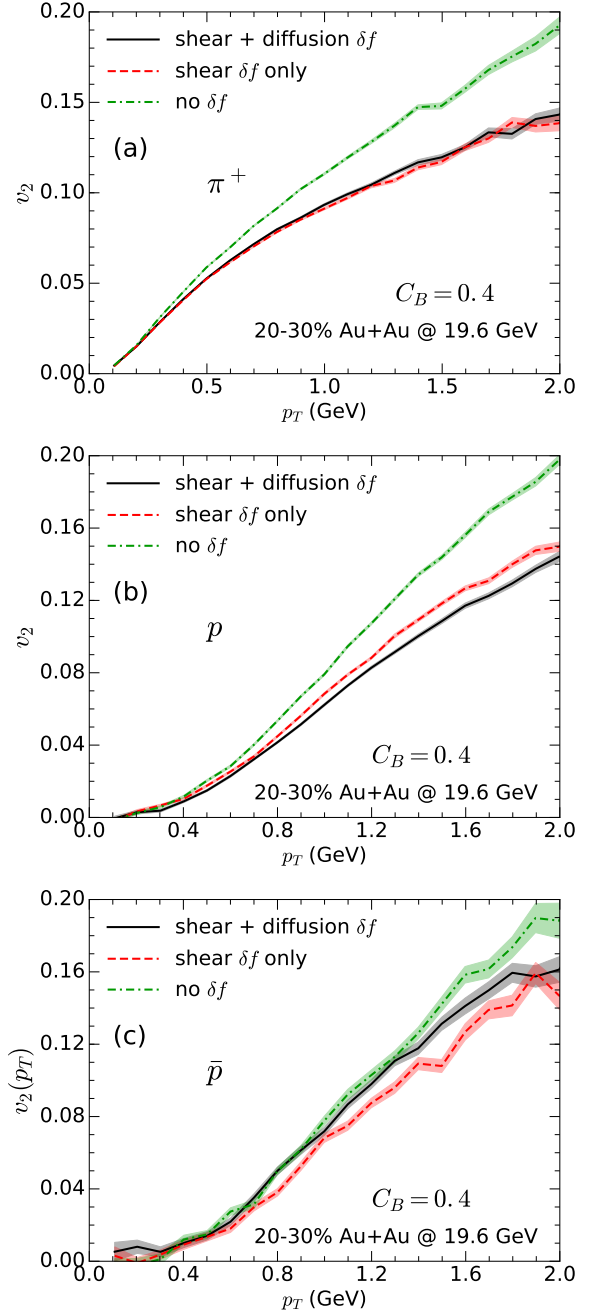 0.20
shear + diffusion δf
shear δf only
no δf
0.15
(a)
π⁺
v₂
0.10
0.05
C_B = 0.4
20-30% Au+Au @ 19.6 GeV
0.00
0.0 0.5 1.0 1.5 2.0
p_T (GeV)
0.20
shear + diffusion δf
shear δf only
0.16
no δf
0.12
(b)
p
v₂
0.08
C_B = 0.4
0.04
20-30% Au+Au @ 19.6 GeV
0.00
0.0 0.4 0.8 1.2 1.6 2.0
p_T (GeV)
0.20
shear + diffusion δf
shear δf only
0.16
no δf
(c)
0.12
p̄
v₂(p_T)
0.08
C_B = 0.4
0.04
20-30% Au+Au @ 19.6 GeV
0.00
0.0 0.4 0.8 1.2 1.6 2.0
p_T (GeV)